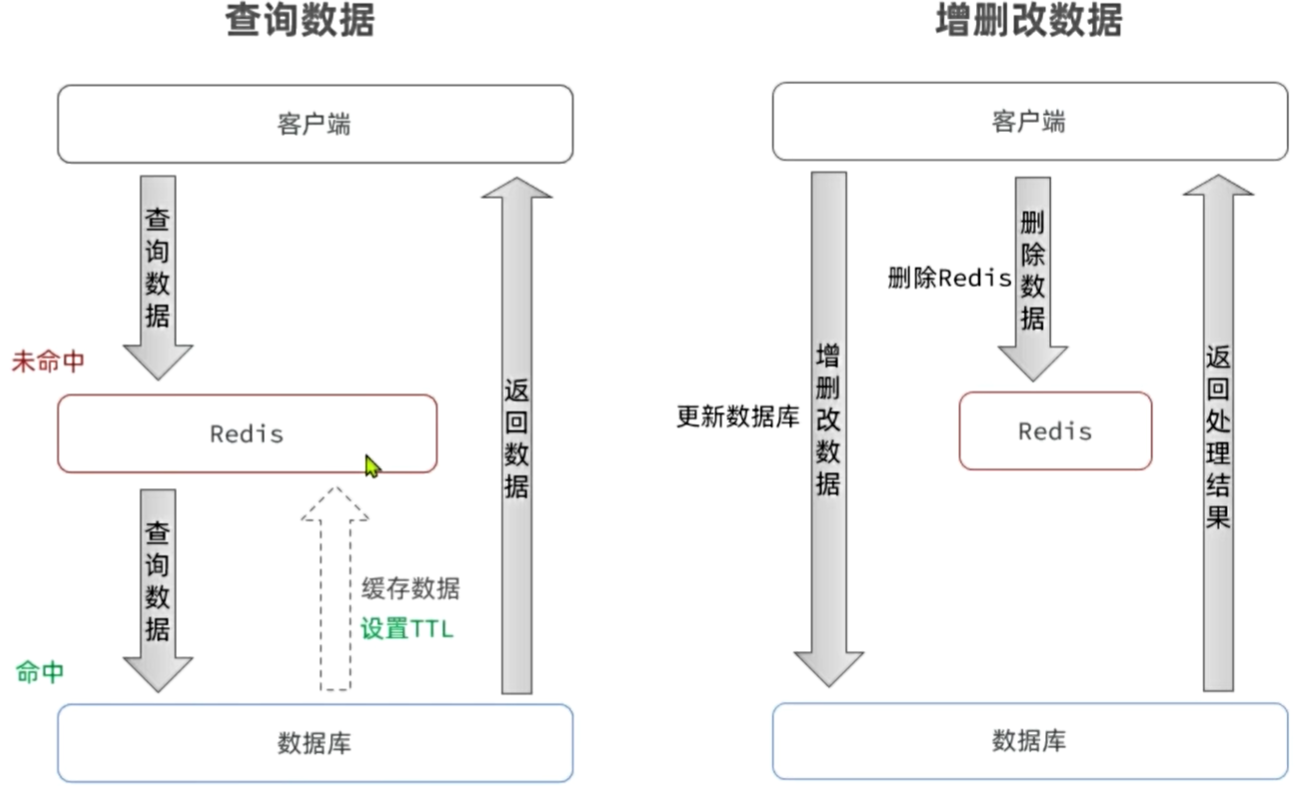 查询数据
客户端
查询数据
未命中
Redis
查询数据
缓存数据
设置TTL
命中
返回数据
数据库
增删改数据
客户端
删除数据
删除Redis
增删改数据
更新数据库
Redis
返回处理结果
数据库